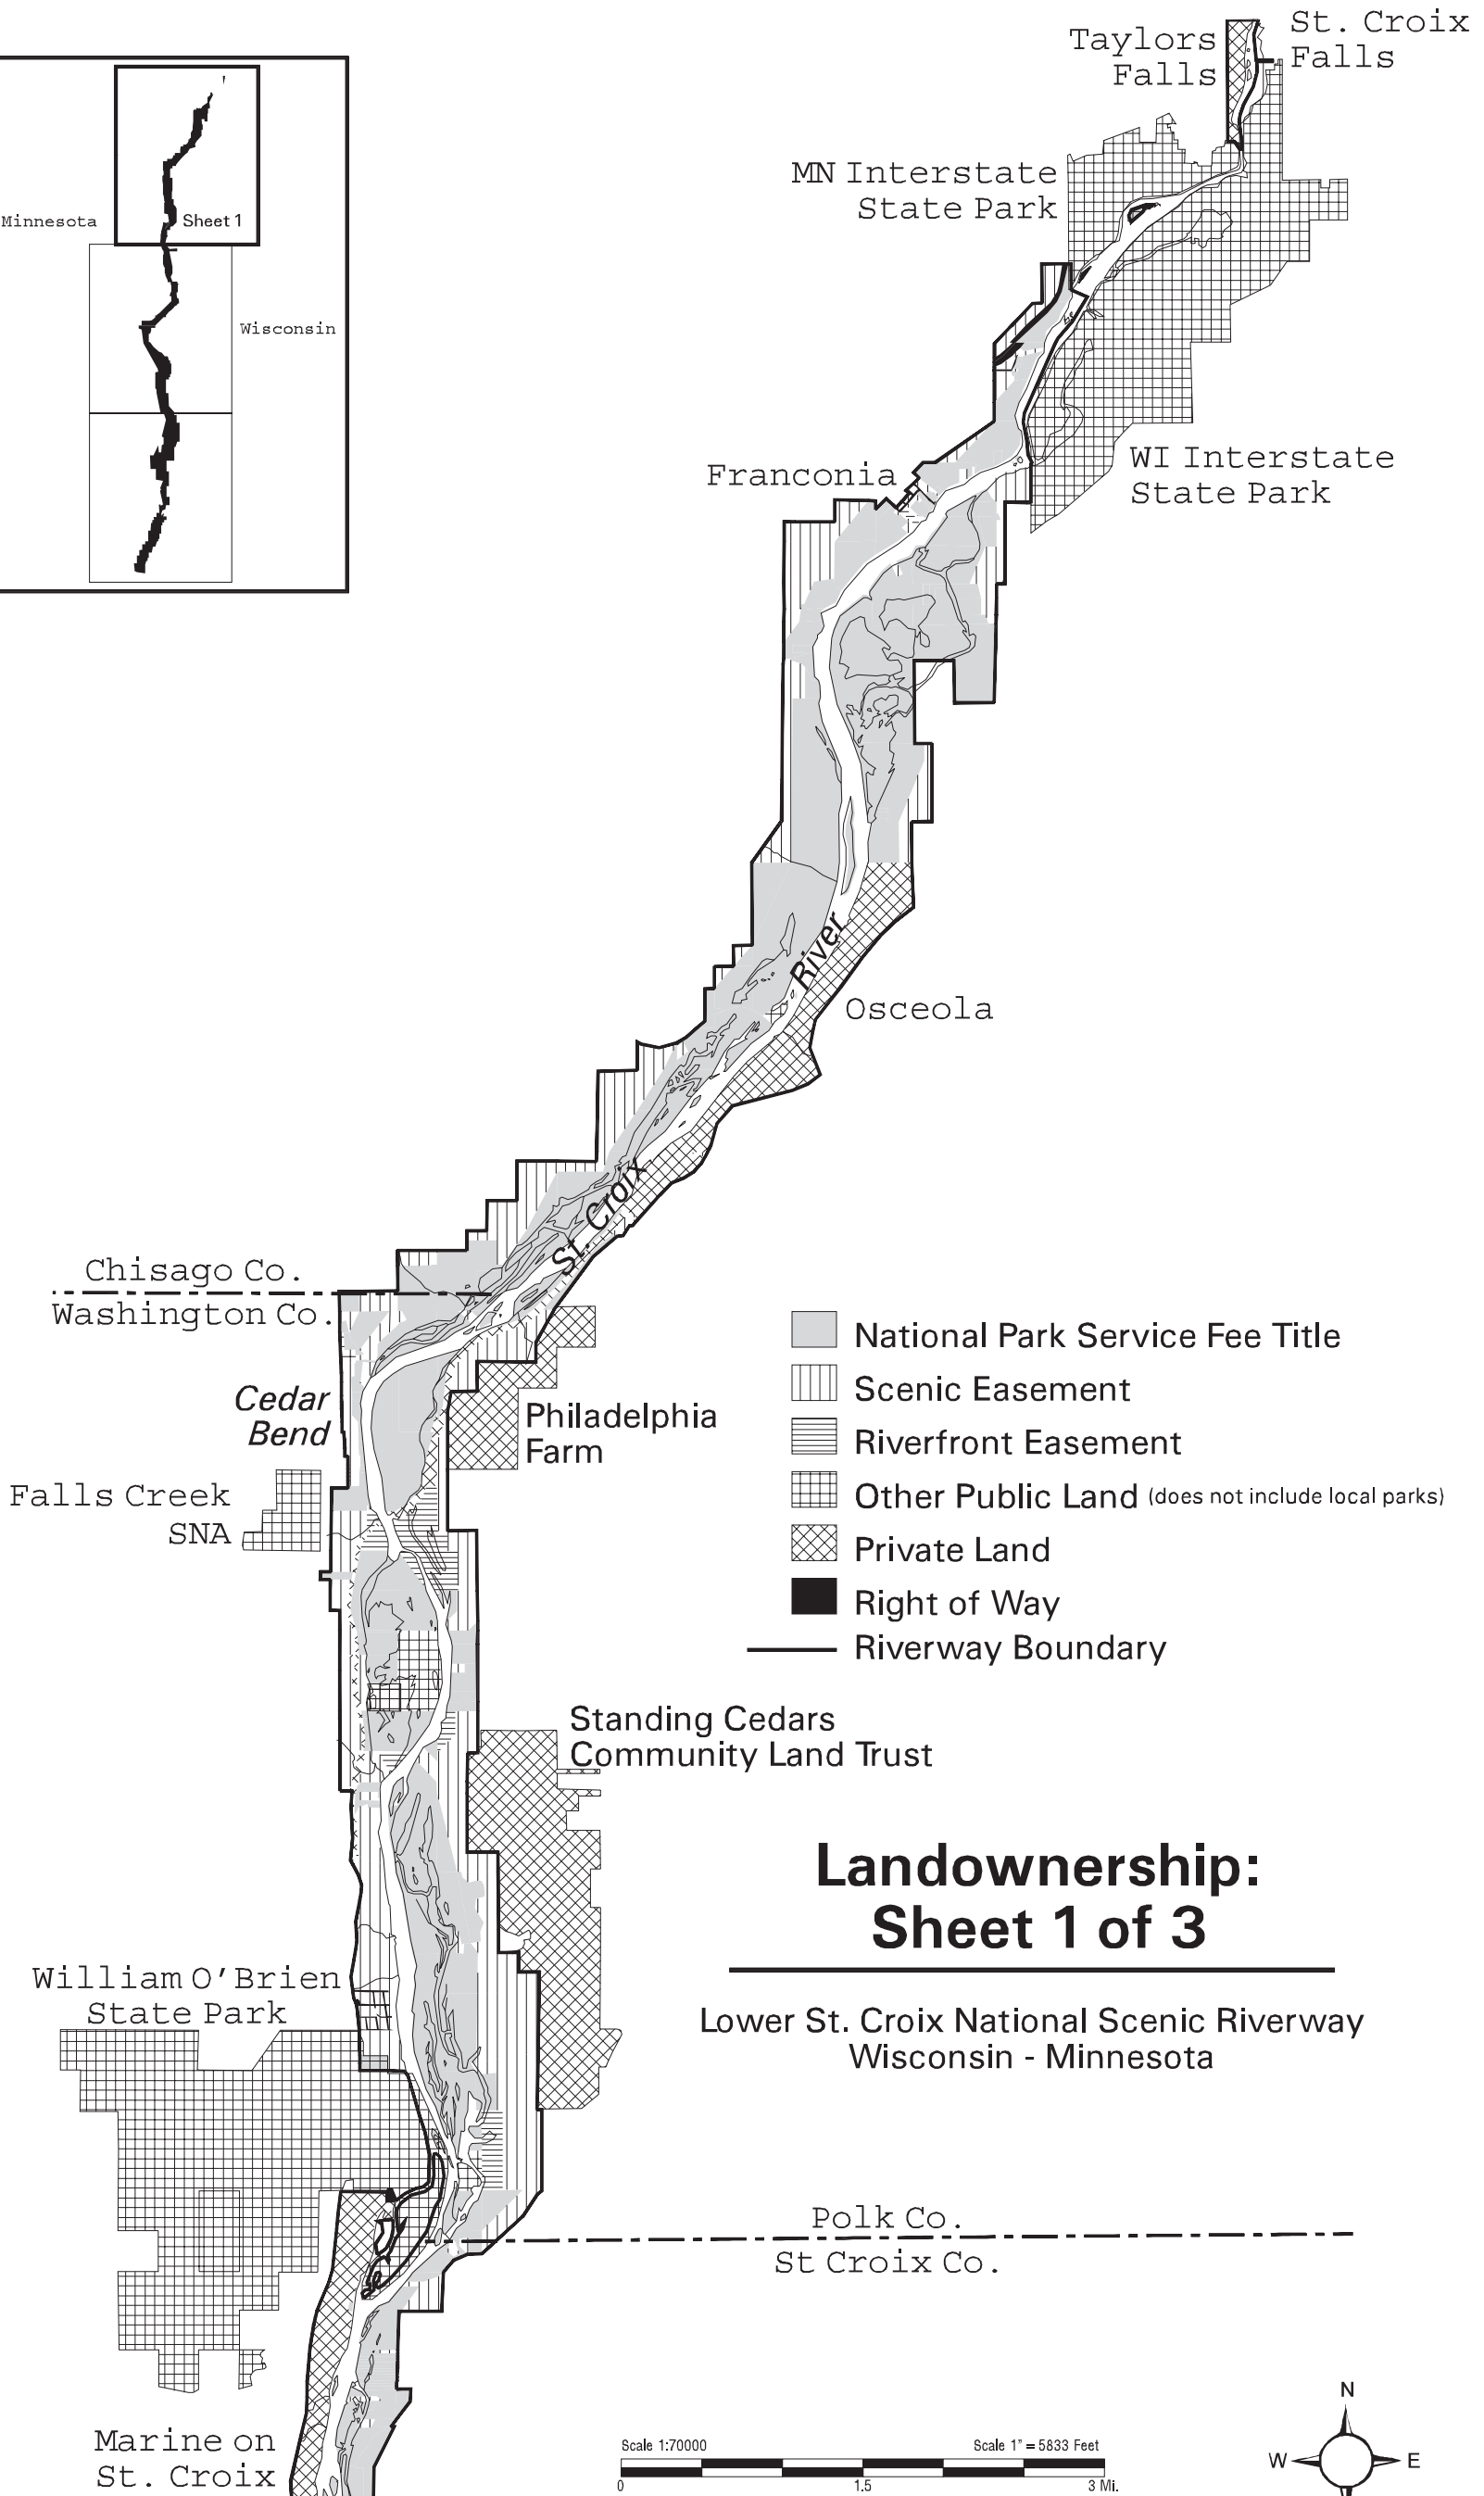 Taylors
Falls
St. Croix
Falls
MN Interstate
State Park
Minnesota
Sheet 1
Wisconsin
WI Interstate
State Park
Franconia
River
Osceola
St. Croix
Chisago Co.
Washington Co.
Cedar
Bend
Philadelphia
Farm
Falls Creek
SNA
National Park Service Fee Title
Scenic Easement
Riverfront Easement
Other Public Land (does not include local parks)
Private Land
Right of Way
Riverway Boundary
Standing Cedars
Community Land Trust
Landownership:
Sheet 1 of 3
Lower St. Croix National Scenic Riverway
Wisconsin - Minnesota
William O'Brien
State Park
Polk Co.
St Croix Co.
Marine on
St. Croix
Scale 1:70000
Scale 1" = 5833 Feet
0 1.5 3 Mi.
N
W E